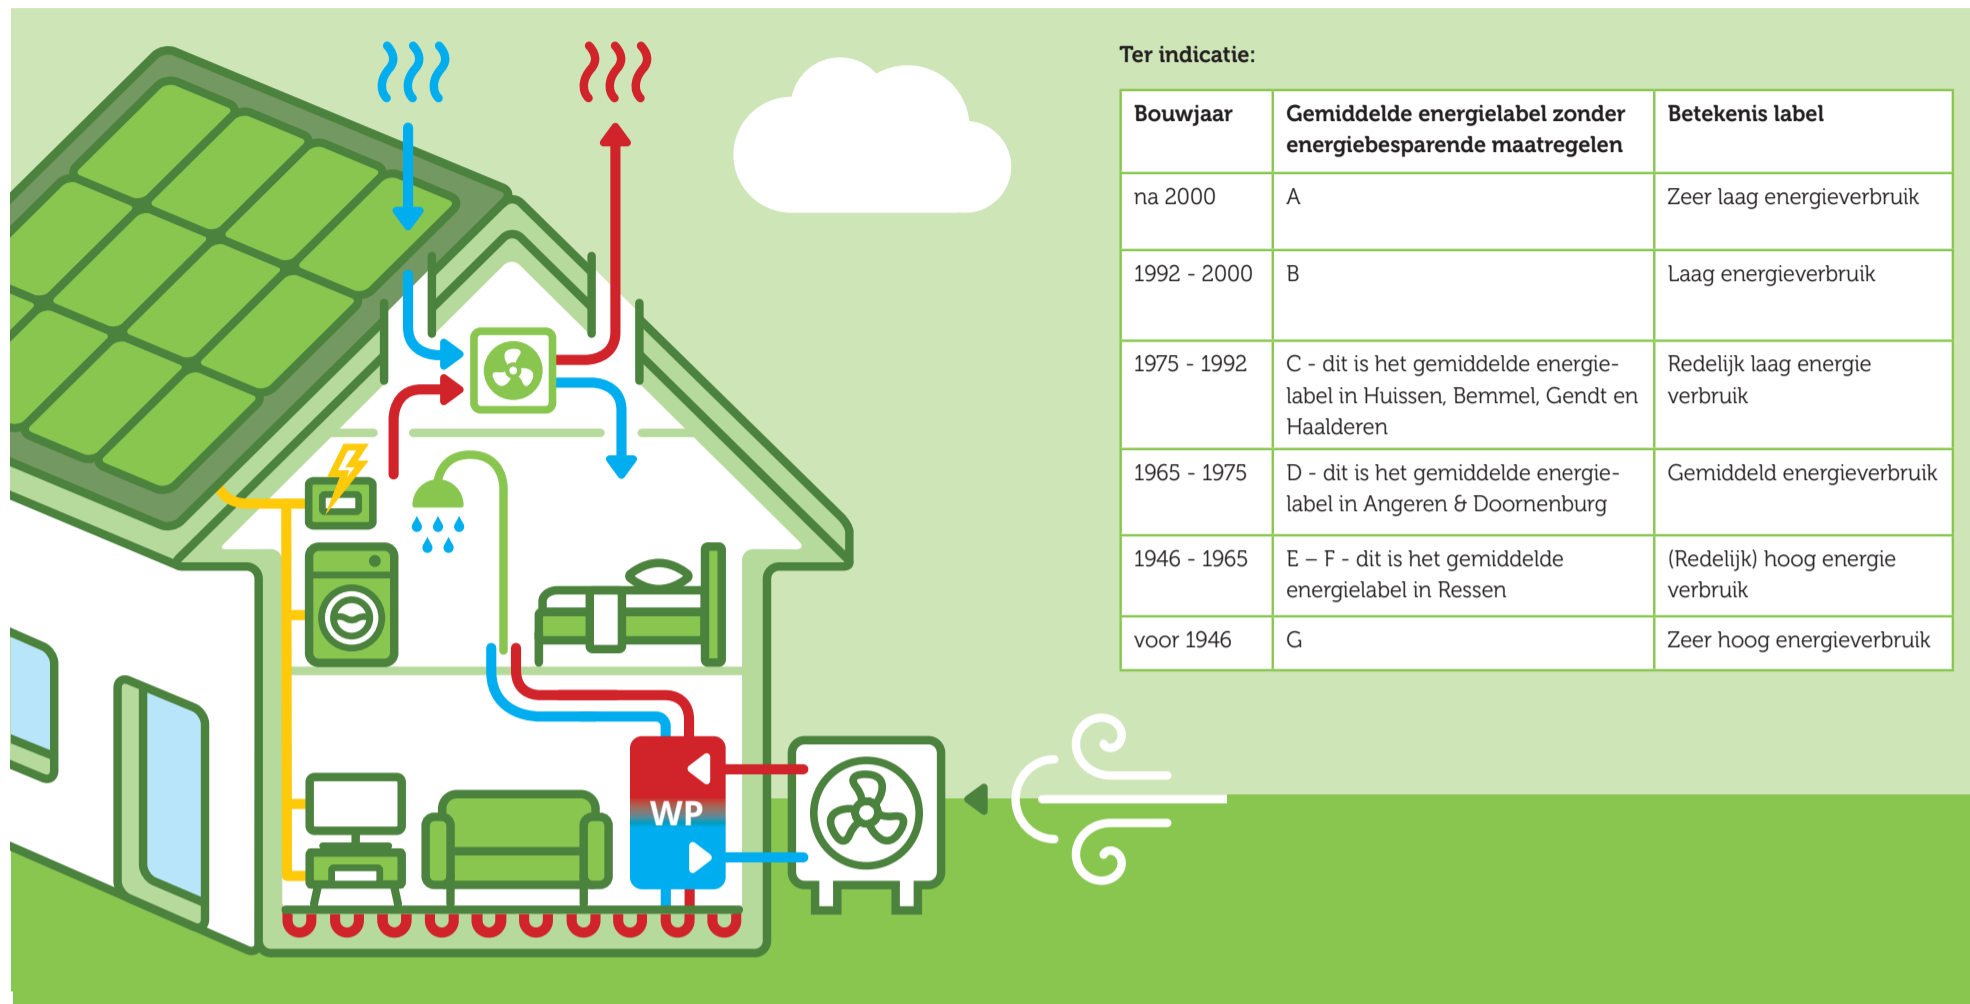 Ter indicatie:
Bouwjaar
Gemiddelde energielabel zonder
energiebesparende maatregelen
Betekenis label
na 2000
A
Zeer laag energieverbruik
1992 - 2000
B
Laag energieverbruik
1975 - 1992
C - dit is het gemiddelde energie-
label in Huissen, Bemmel, Gendt en
Haalderen
Redelijk laag energie
verbruik
1965 - 1975
D - dit is het gemiddelde energie-
label in Angeren & Doornenburg
Gemiddeld energieverbruik
1946 - 1965
E – F - dit is het gemiddelde
energielabel in Ressen
(Redelijk) hoog energie
verbruik
voor 1946
G
Zeer hoog energieverbruik
WP